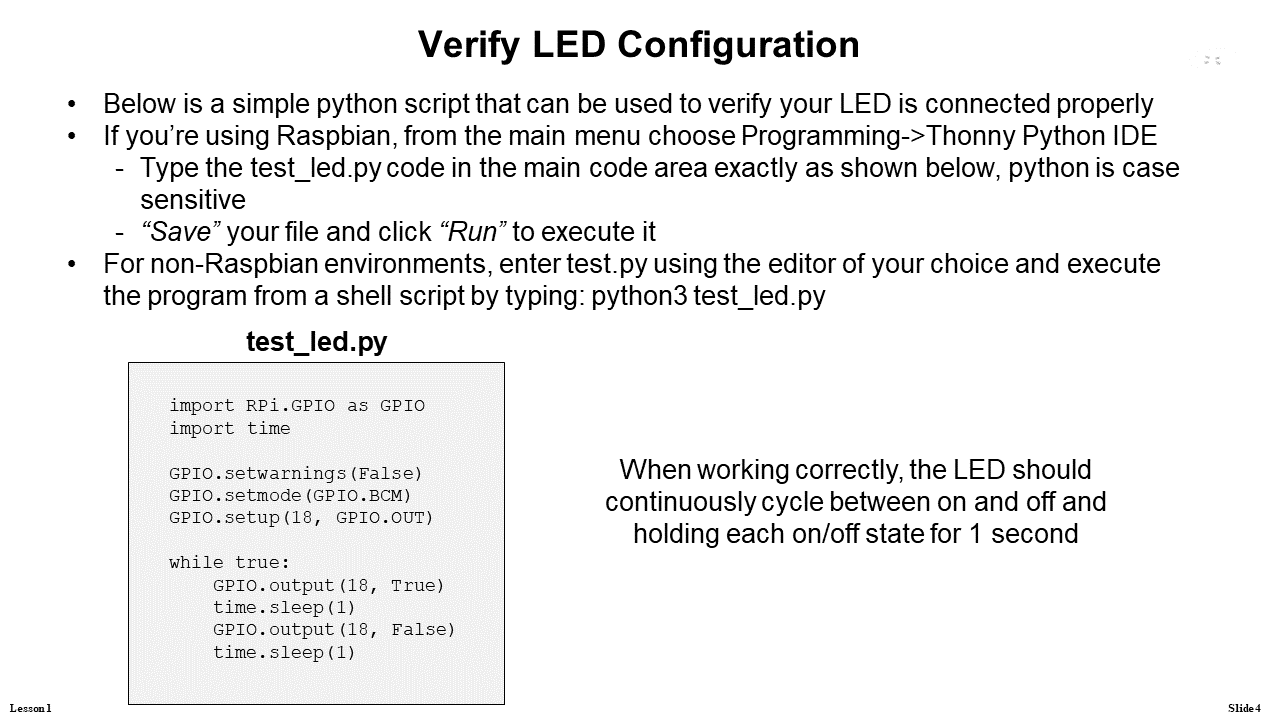 Verify LED Configuration
• Below is a simple python script that can be used to verify your LED is connected properly
• If you’re using Raspbian, from the main menu choose Programming->Thonny Python IDE
- Type the test_led.py code in the main code area exactly as shown below, python is case
sensitive
- “Save” your file and click “Run” to execute it
• For non-Raspbian environments, enter test.py using the editor of your choice and execute
the program from a shell script by typing: python3 test_led.py
test_led.py
import RPi.GPIO as GPIO
import time
GPIO.setwarnings(False)
GPIO.setmode(GPIO.BCM)
GPIO.setup(18, GPIO.OUT)
while true:
    GPIO.output(18, True)
    time.sleep(1)
    GPIO.output(18, False)
    time.sleep(1)
When working correctly, the LED should
continuously cycle between on and off and
holding each on/off state for 1 second
Lesson 1
Slide 4